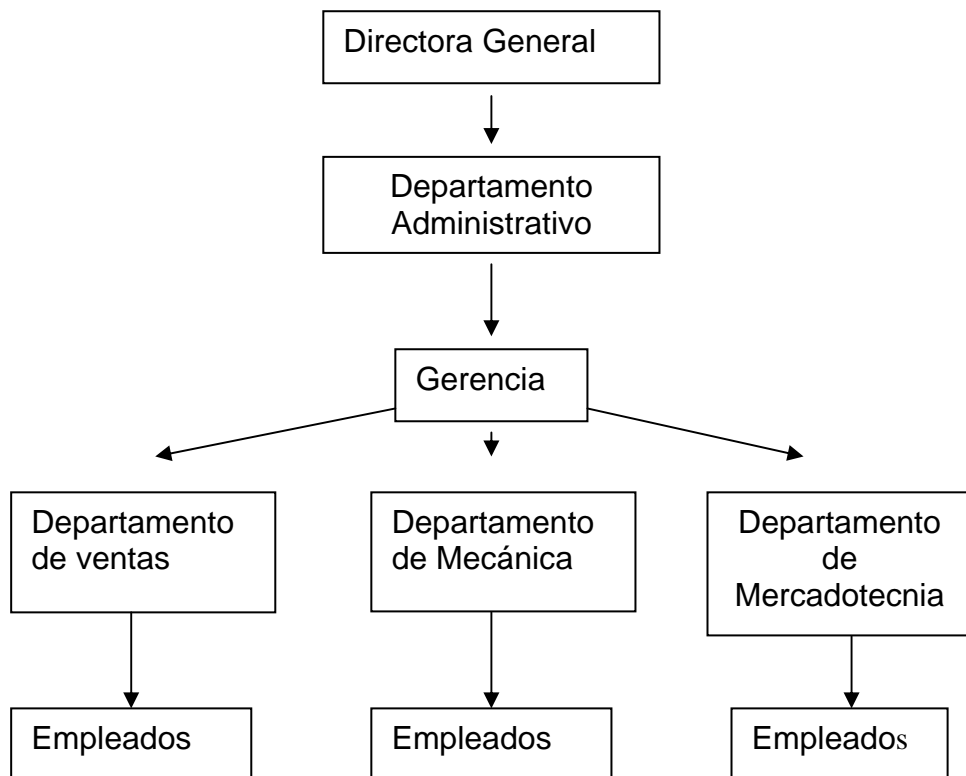 Directora General
Departamento
Administrativo
Gerencia
Departamento
de ventas
Departamento
de Mecánica
Departamento
de
Mercadotecnia
Empleados
Empleados
Empleados